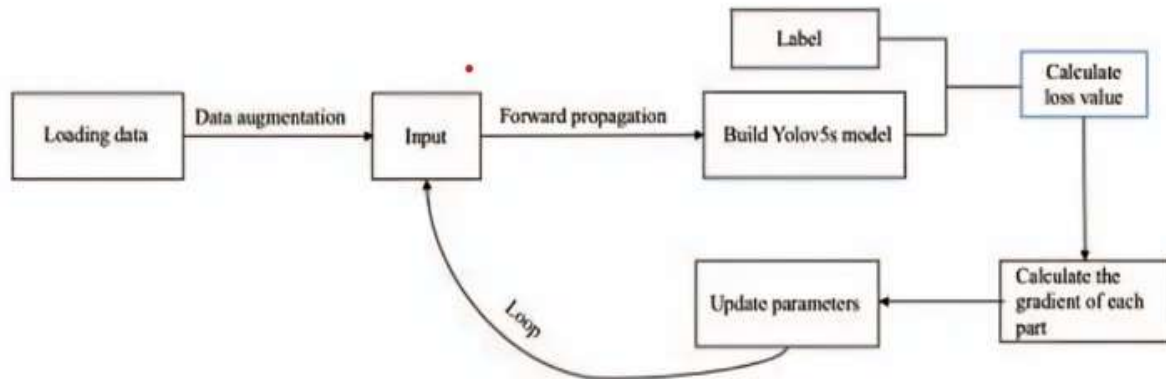 Label
Calculate
loss value
Loading data
Data augmentation
Input
Forward propagation
Build Yolov5s model
Calculate the
gradient of each
part
Update parameters
Loop